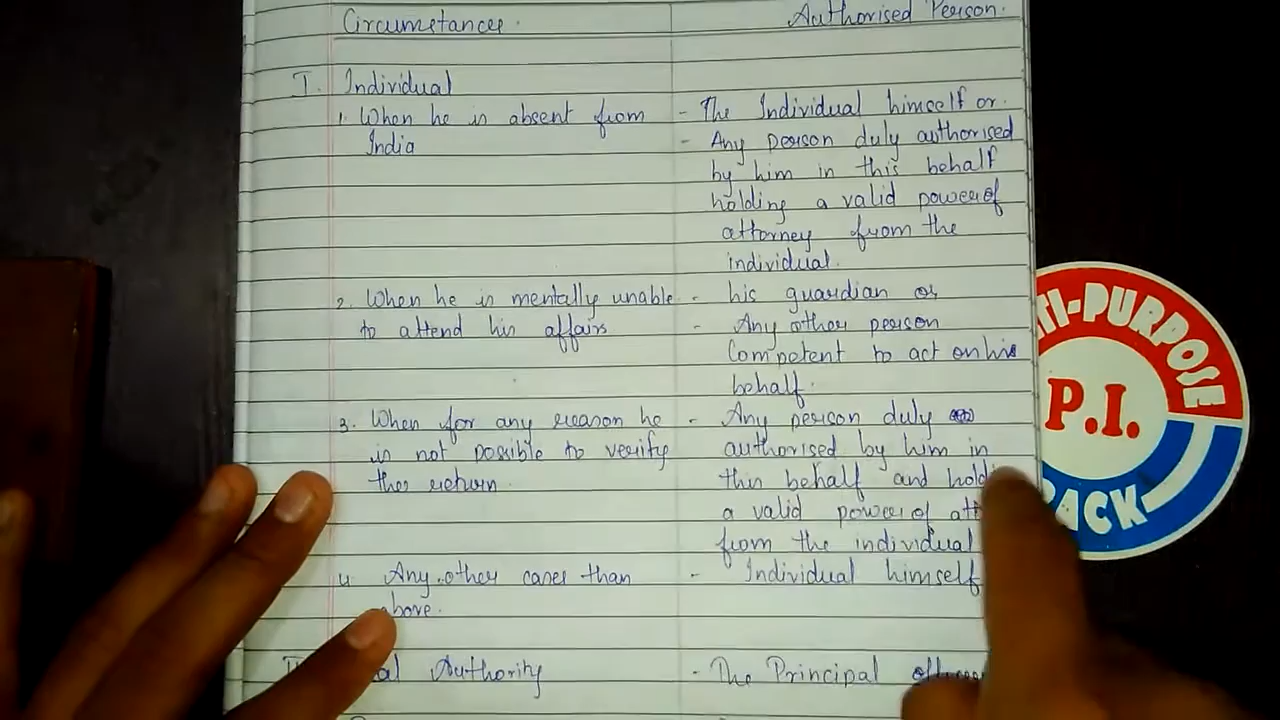 Circumstances. Authorised Person.
I. Individual
1. When he is absent from - The Individual himself or.
India - Any person duly authorised
by him in this behalf
holding a valid power of
attorney from the
individual.
2. When he is mentally unable - his guardian or
to attend his affairs - Any other person
Competent to act on his
behalf.
3. When for any reason he - Any person duly
is not possible to verify authorised by him in
the return. this behalf and
a valid power of
from the individual
4. Any other cases than - Individual himself
above.
Authority - The Principal
P.I.